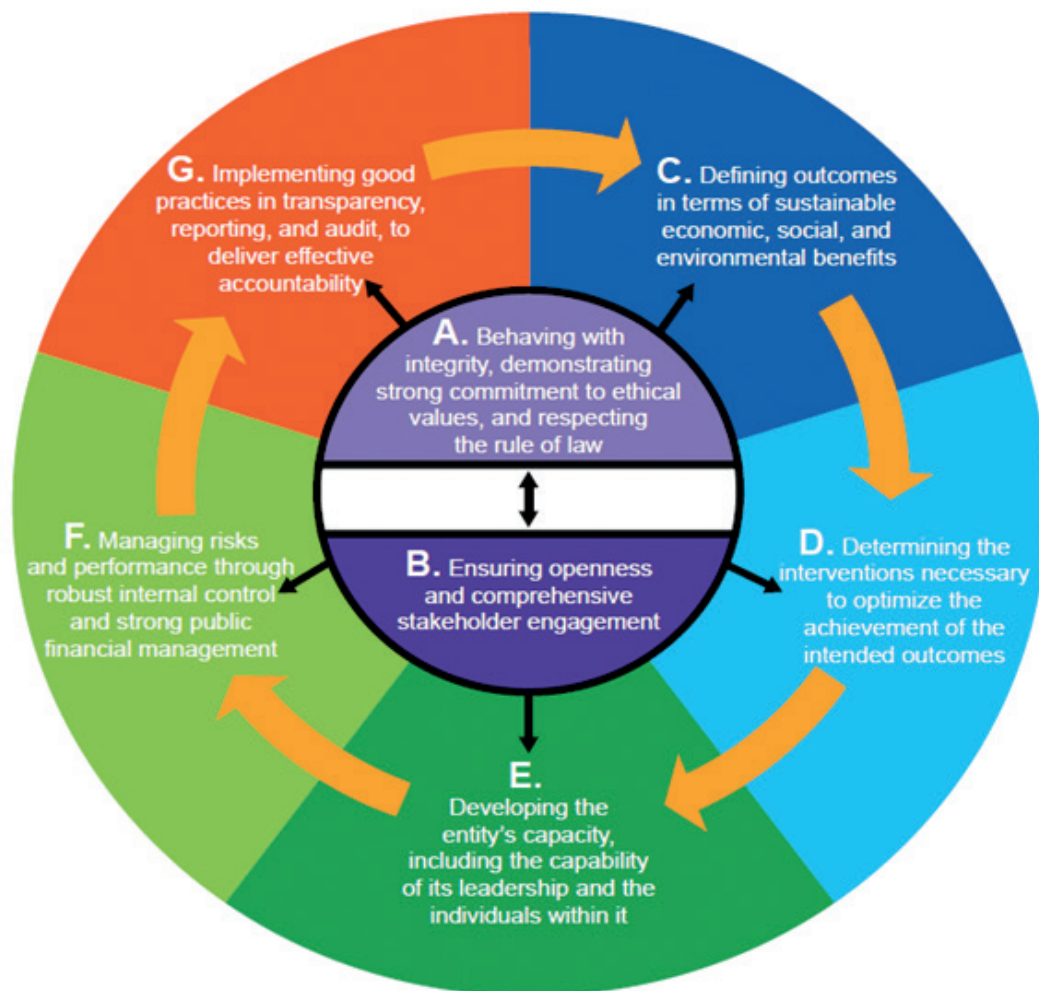 A. Behaving with
integrity, demonstrating
strong commitment to ethical
values, and respecting
the rule of law
B. Ensuring openness
and comprehensive
stakeholder engagement
C. Defining outcomes
in terms of sustainable
economic, social, and
environmental benefits
D. Determining the
interventions necessary
to optimize the
achievement of the
intended outcomes
E.
Developing the
entity's capacity,
including the capability
of its leadership and the
individuals within it
F. Managing risks
and performance through
robust internal control
and strong public
financial management
G. Implementing good
practices in transparency,
reporting, and audit, to
deliver effective
accountability